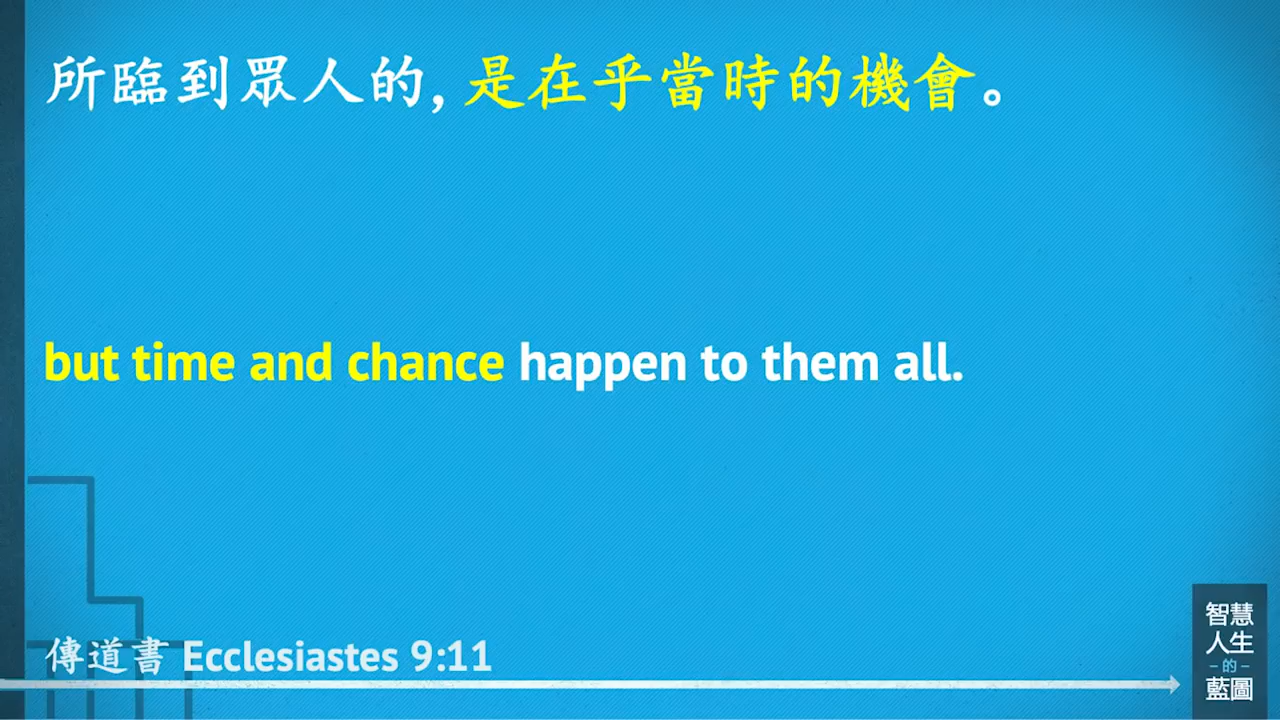 所臨到眾人的, 是在乎當時的機會。
but time and chance happen to them all.
傳道書 Ecclesiastes 9:11
智慧
人生
–的–
藍圖